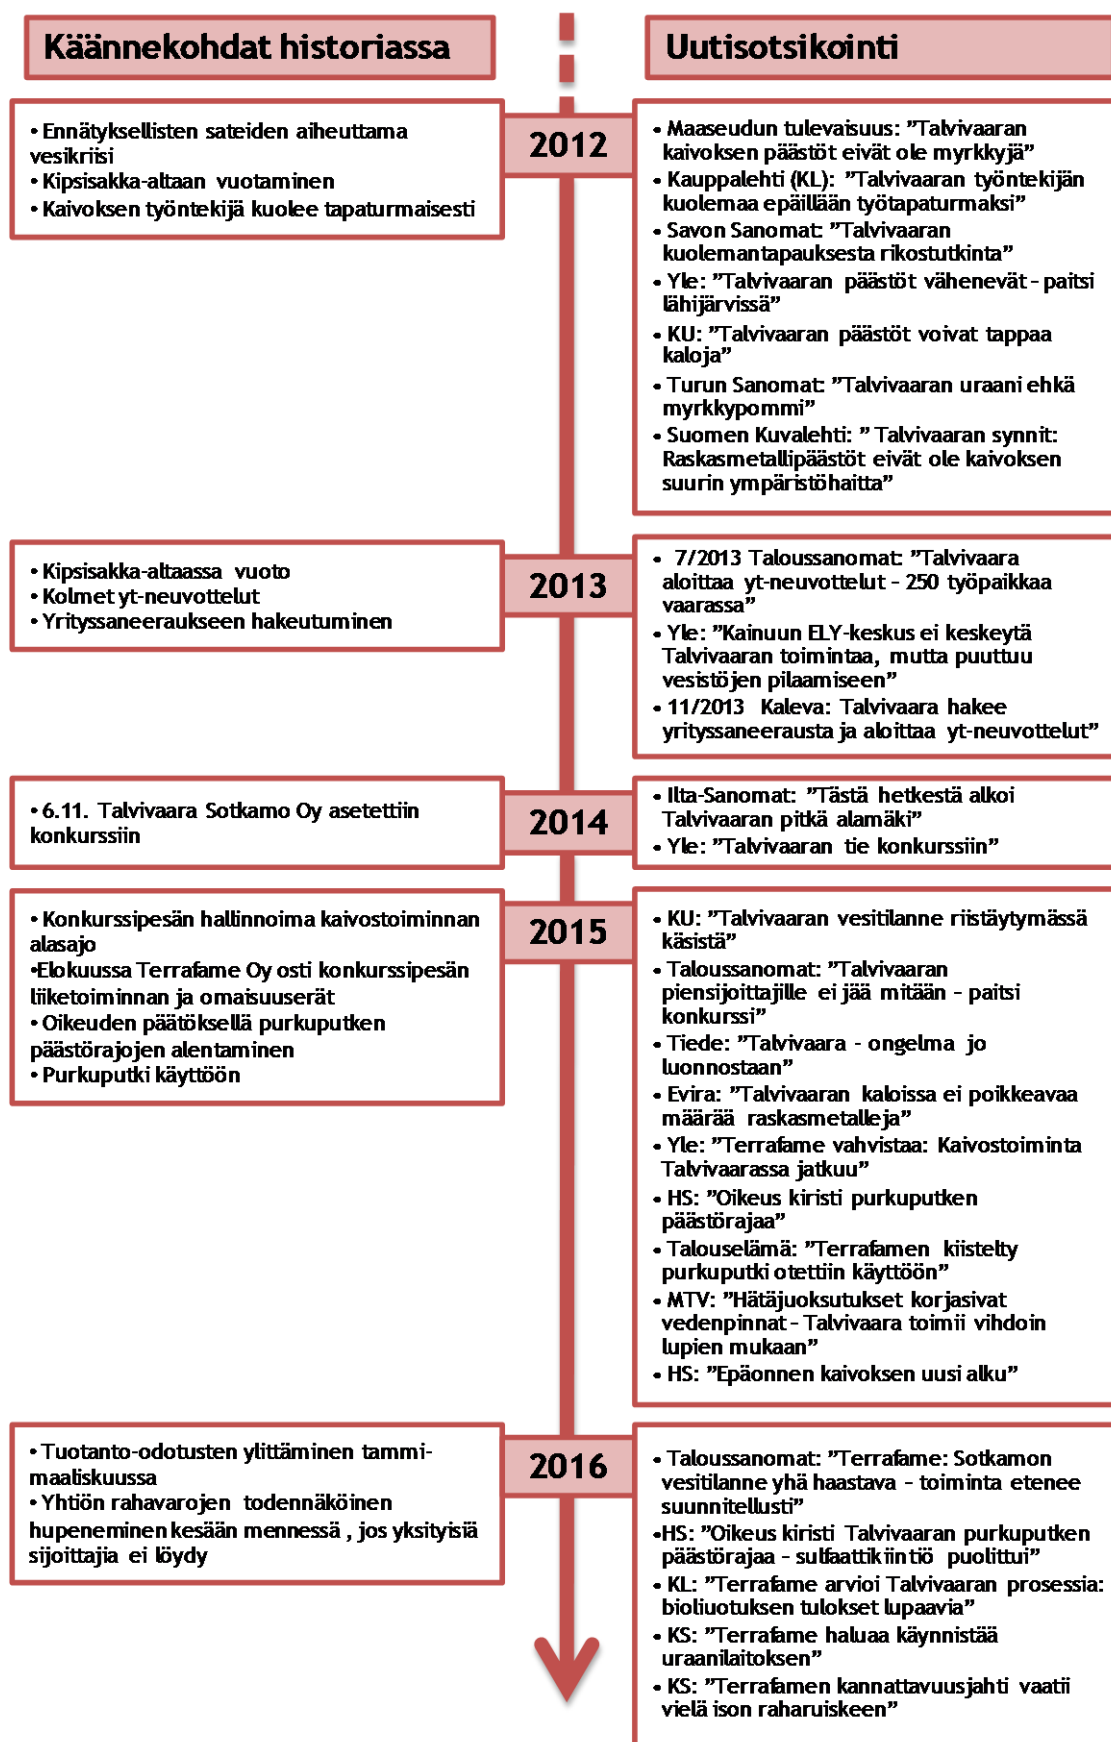 Käännekohdat historiassa
Uutisotsikointi
2012
• Ennätyksellisten sateiden aiheuttama
vesikriisi
• Kipsisakka-altaan vuotaminen
• Kaivoksen työntekijä kuolee tapaturmaisesti
• Maaseudun tulevaisuus: ”Talvivaaran
kaivoksen päästöt eivät ole myrkkyjä”
• Kauppalehti (KL): ”Talvivaaran työntekijän
kuolemaa epäillään työtapaturmaksi”
• Savon Sanomat: ”Talvivaaran
kuolemantapauksesta rikostutkinta”
• Yle: ”Talvivaaran päästöt vähenevät – paitsi
lähijärvissä”
• KU: ”Talvivaaran päästöt voivat tappaa
kaloja”
• Turun Sanomat: ”Talvivaaran uraani ehkä
myrkkypommi”
• Suomen Kuvalehti: ” Talvivaaran synnit:
Raskasmetallipäästöt eivät ole kaivoksen
suurin ympäristöhaitta”
2013
• Kipsisakka-altaassa vuoto
• Kolmet yt-neuvottelut
• Yrityssaneeraukseen hakeutuminen
• 7/2013 Taloussanomat: ”Talvivaara
aloittaa yt-neuvottelut – 250 työpaikkaa
vaarassa”
• Yle: ”Kainuun ELY-keskus ei keskeytä
Talvivaaran toimintaa, mutta puuttuu
vesistöjen pilaamiseen”
• 11/2013 Kaleva: Talvivaara hakee
yrityssaneerausta ja aloittaa yt-neuvottelut”
2014
• 6.11. Talvivaara Sotkamo Oy asetettiin
konkurssiin
• Ilta-Sanomat: ”Tästä hetkestä alkoi
Talvivaaran pitkä alamäki”
• Yle: ”Talvivaaran tie konkurssiin”
2015
• Konkurssipesän hallinnoima kaivostoiminnan
alasajo
•Elokuussa Terrafame Oy osti konkurssipesän
liiketoiminnan ja omaisuuserät
• Oikeuden päätöksellä purkuputken
päästörajojen alentaminen
• Purkuputki käyttöön
• KU: ”Talvivaaran vesitilanne riistäytymässä
käsistä”
• Taloussanomat: ”Talvivaaran
piensijoittajille ei jää mitään – paitsi
konkurssi”
• Tiede: ”Talvivaara – ongelma jo
luonnostaan”
• Evira: ”Talvivaaran kaloissa ei poikkeavaa
määrää raskasmetalleja”
• Yle: ”Terrafame vahvistaa: Kaivostoiminta
Talvivaarassa jatkuu”
• HS: ”Oikeus kiristi purkuputken
päästörajaa”
• Talouselämä: ”Terrafamen kiistelty
purkuputki otettiin käyttöön”
• MTV: ”Hätäjuoksutukset korjasivat
vedenpinnat – Talvivaara toimii vihdoin
lupien mukaan”
• HS: ”Epäonnen kaivoksen uusi alku”
2016
• Tuotanto-odotusten ylittäminen tammi-
maaliskuussa
• Yhtiön rahavarojen todennäköinen
hupeneminen kesään mennessä , jos yksityisiä
sijoittajia ei löydy
• Taloussanomat: ”Terrafame: Sotkamon
vesitilanne yhä haastava – toiminta etenee
suunnitellusti”
•HS: ”Oikeus kiristi Talvivaaran purkuputken
päästörajaa – sulfaattikiintiö puolittui”
• KL: ”Terrafame arvioi Talvivaaran prosessia:
bioliuotuksen tulokset lupaavia”
• KS: ”Terrafame haluaa käynnistää
uraanilaitoksen”
• KS: ”Terrafamen kannattavuusjahti vaatii
vielä ison raharuiskeen”